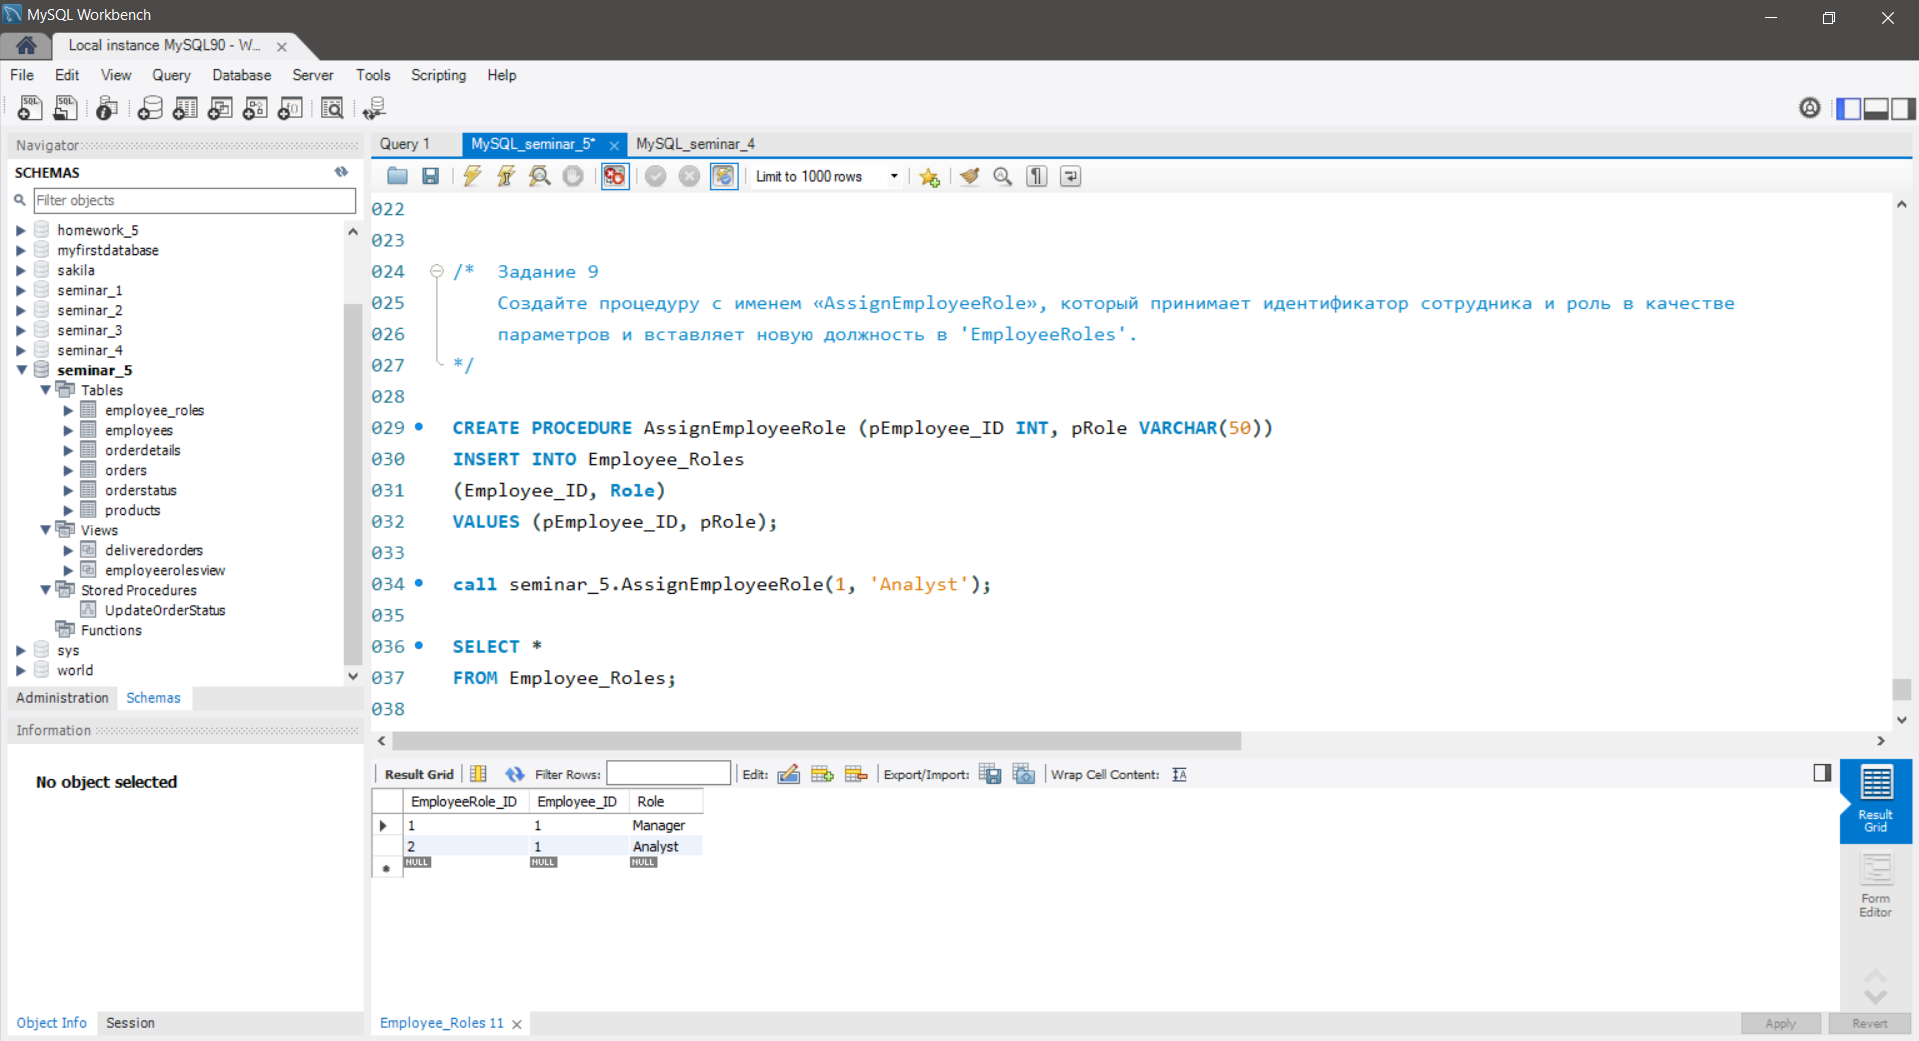 MySQL Workbench
Local instance MySQL90 - W...
File Edit View Query Database Server Tools Scripting Help
Navigator
SCHEMAS
Filter objects
homework_5
myfirstdatabase
sakila
seminar_1
seminar_2
seminar_3
seminar_4
seminar_5
Tables
employee_roles
employees
orderdetails
orders
orderstatus
products
Views
deliveredorders
employeerolesview
Stored Procedures
UpdateOrderStatus
Functions
sys
world
Administration Schemas
Information
No object selected
Object Info Session
Query 1 MySQL_seminar_5* MySQL_seminar_4
Limit to 1000 rows
022
023
024 /* Задание 9
025 Создайте процедуру с именем «AssignEmployeeRole», который принимает идентификатор сотрудника и роль в качестве
026 параметров и вставляет новую должность в 'EmployeeRoles'.
027 */
028
029 CREATE PROCEDURE AssignEmployeeRole (pEmployee_ID INT, pRole VARCHAR(50))
030 INSERT INTO Employee_Roles
031 (Employee_ID, Role)
032 VALUES (pEmployee_ID, pRole);
033
034 call seminar_5.AssignEmployeeRole(1, 'Analyst');
035
036 SELECT *
037 FROM Employee_Roles;
038
Result Grid Filter Rows: Edit: Export/Import: Wrap Cell Content:
EmployeeRole_ID Employee_ID Role
1 1 Manager
2 1 Analyst
NULL NULL NULL
Result
Grid
Form
Editor
Employee_Roles 11
Apply Revert